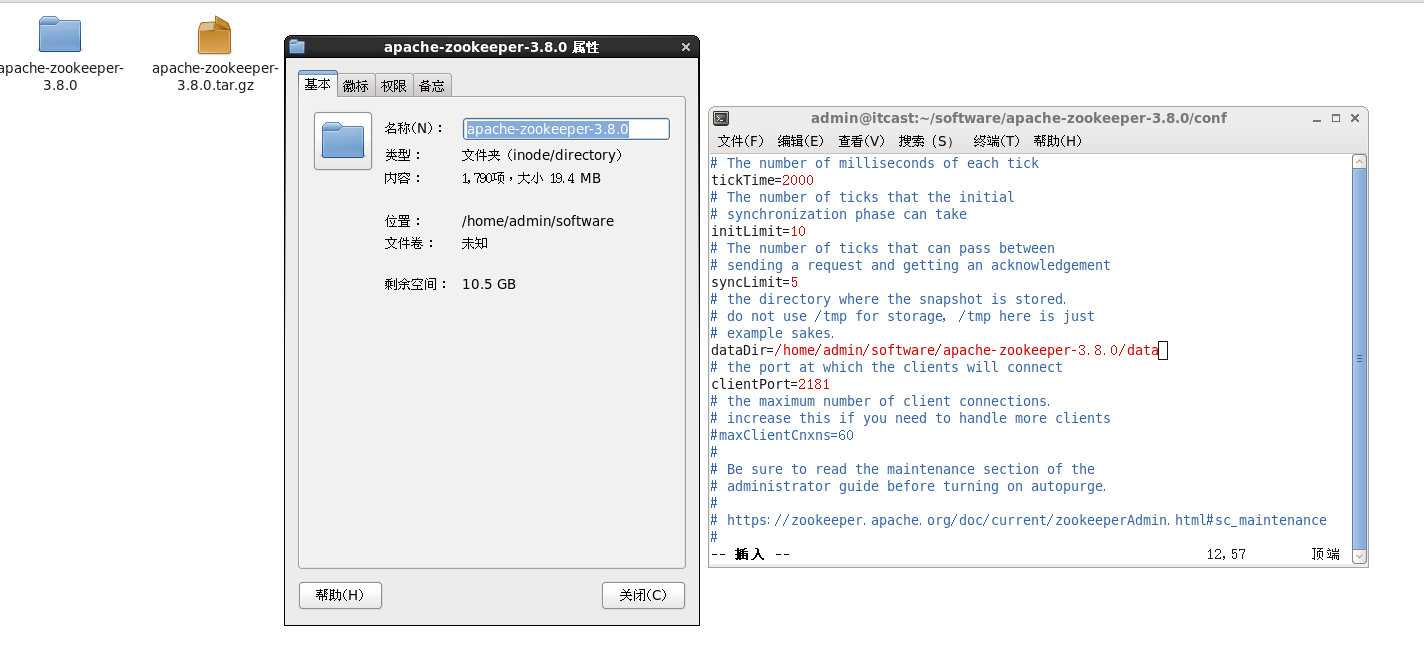 apache-zookeeper-
3.8.0
apache-zookeeper-
3.8.0.tar.gz
apache-zookeeper-3.8.0 属性
基本 徽标 权限 备忘
名称(N)： apache-zookeeper-3.8.0
类型： 文件夹 (inode/directory)
内容： 1,790项，大小 19.4 MB
位置： /home/admin/software
文件卷： 未知
剩余空间： 10.5 GB
帮助(H) 关闭(C)
admin@itcast:~/software/apache-zookeeper-3.8.0/conf
文件(F) 编辑(E) 查看(V) 搜索 (S) 终端(T) 帮助(H)
# The number of milliseconds of each tick
tickTime=2000
# The number of ticks that the initial
# synchronization phase can take
initLimit=10
# The number of ticks that can pass between
# sending a request and getting an acknowledgement
syncLimit=5
# the directory where the snapshot is stored.
# do not use /tmp for storage, /tmp here is just
# example sakes.
dataDir=/home/admin/software/apache-zookeeper-3.8.0/data
# the port at which the clients will connect
clientPort=2181
# the maximum number of client connections.
# increase this if you need to handle more clients
#maxClientCnxns=60
#
# Be sure to read the maintenance section of the
# administrator guide before turning on autopurge.
#
# https://zookeeper.apache.org/doc/current/zookeeperAdmin.html#sc_maintenance
#
-- 插入 -- 12,57 顶端